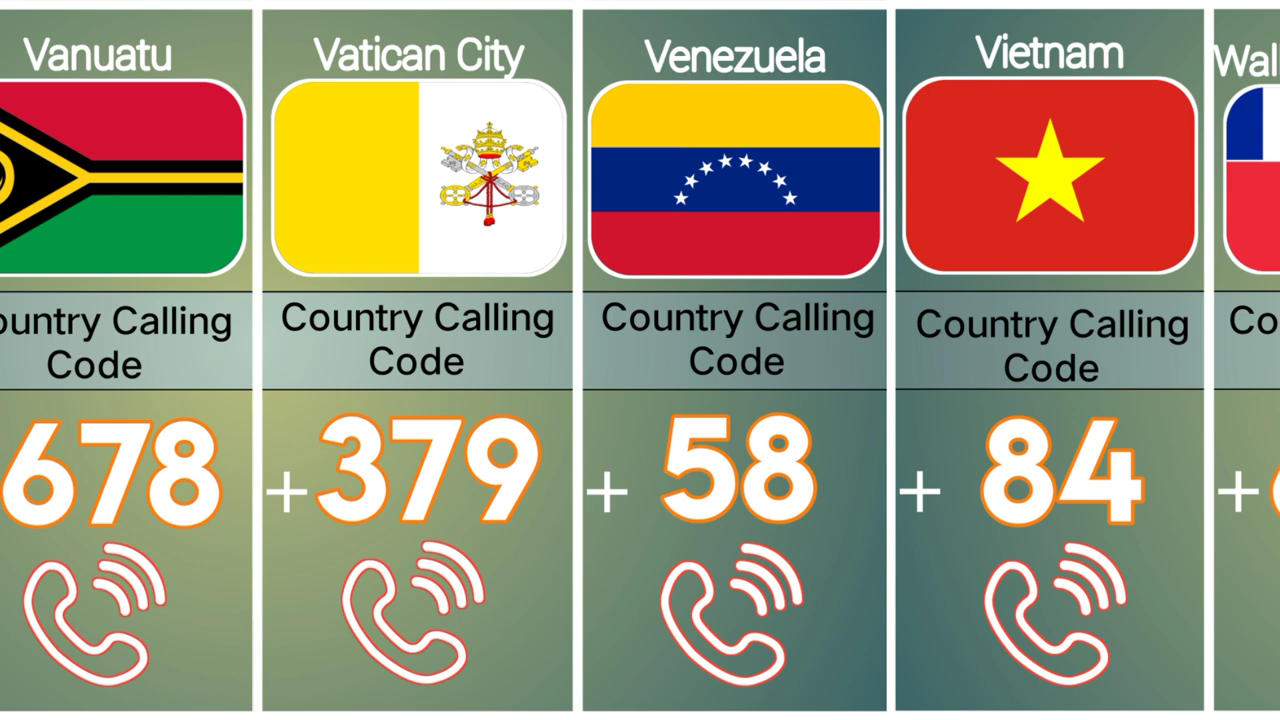 Vanuatu
ountry Calling
Code
678
Vatican City
Country Calling
Code
+379
Venezuela
Country Calling
Code
+ 58
Vietnam
Country Calling
Code
+ 84
Wal
Co
+